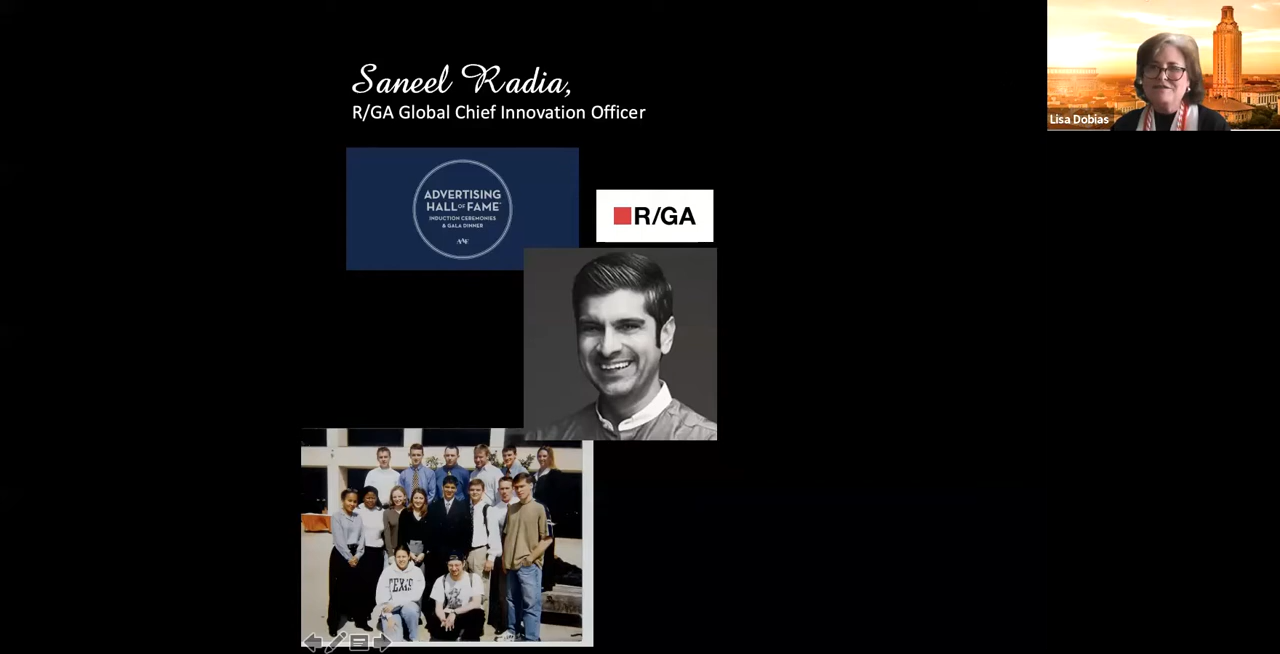 Saneel Radia,
R/GA Global Chief Innovation Officer
ADVERTISING
HALL OF FAME
INDUCTION CEREMONIES
& GALA DINNER
AAF
R/GA
TEXAS
Lisa Dobias